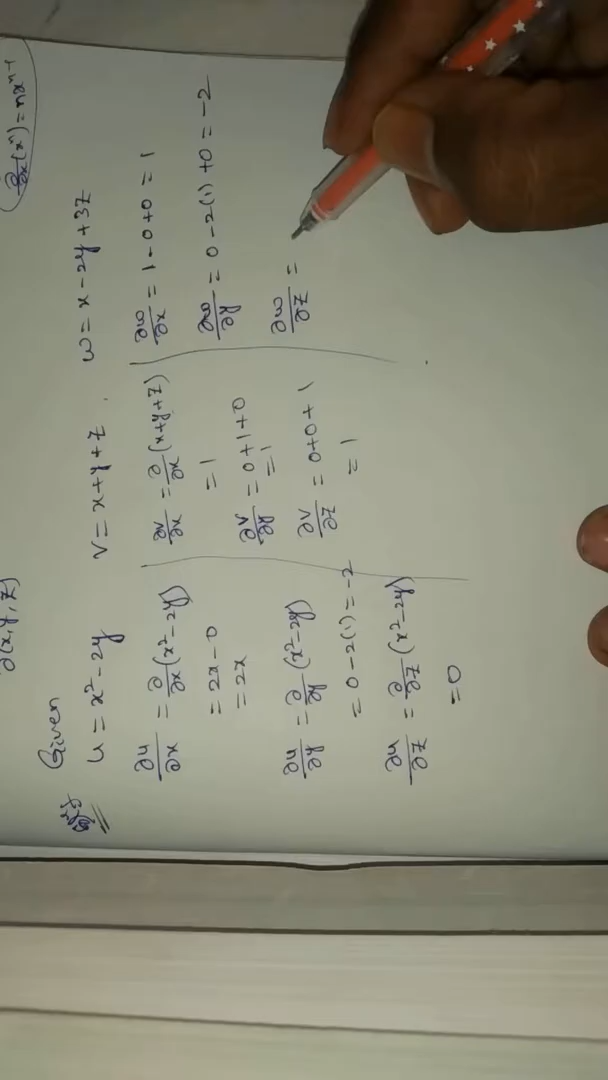 ∂(x,y,z)
∂/∂x (xⁿ) = nxⁿ⁻¹
Given
u = x² - 2y
∂u/∂x = ∂/∂x (x² - 2y)
= 2x - 0
= 2x
∂u/∂y = ∂/∂y (x² - 2y)
= 0 - 2(1) = -2
∂u/∂z = ∂/∂z (x² - 2y)
= 0
v = x + y + z
∂v/∂x = ∂/∂x (x + y + z)
= 1
∂v/∂y = 0 + 1 + 0
= 1
∂v/∂z = 0 + 0 + 1
= 1
w = x - 2y + 3z
∂w/∂x = 1 - 0 + 0 = 1
∂w/∂y = 0 - 2(1) + 0 = -2
∂w/∂z =